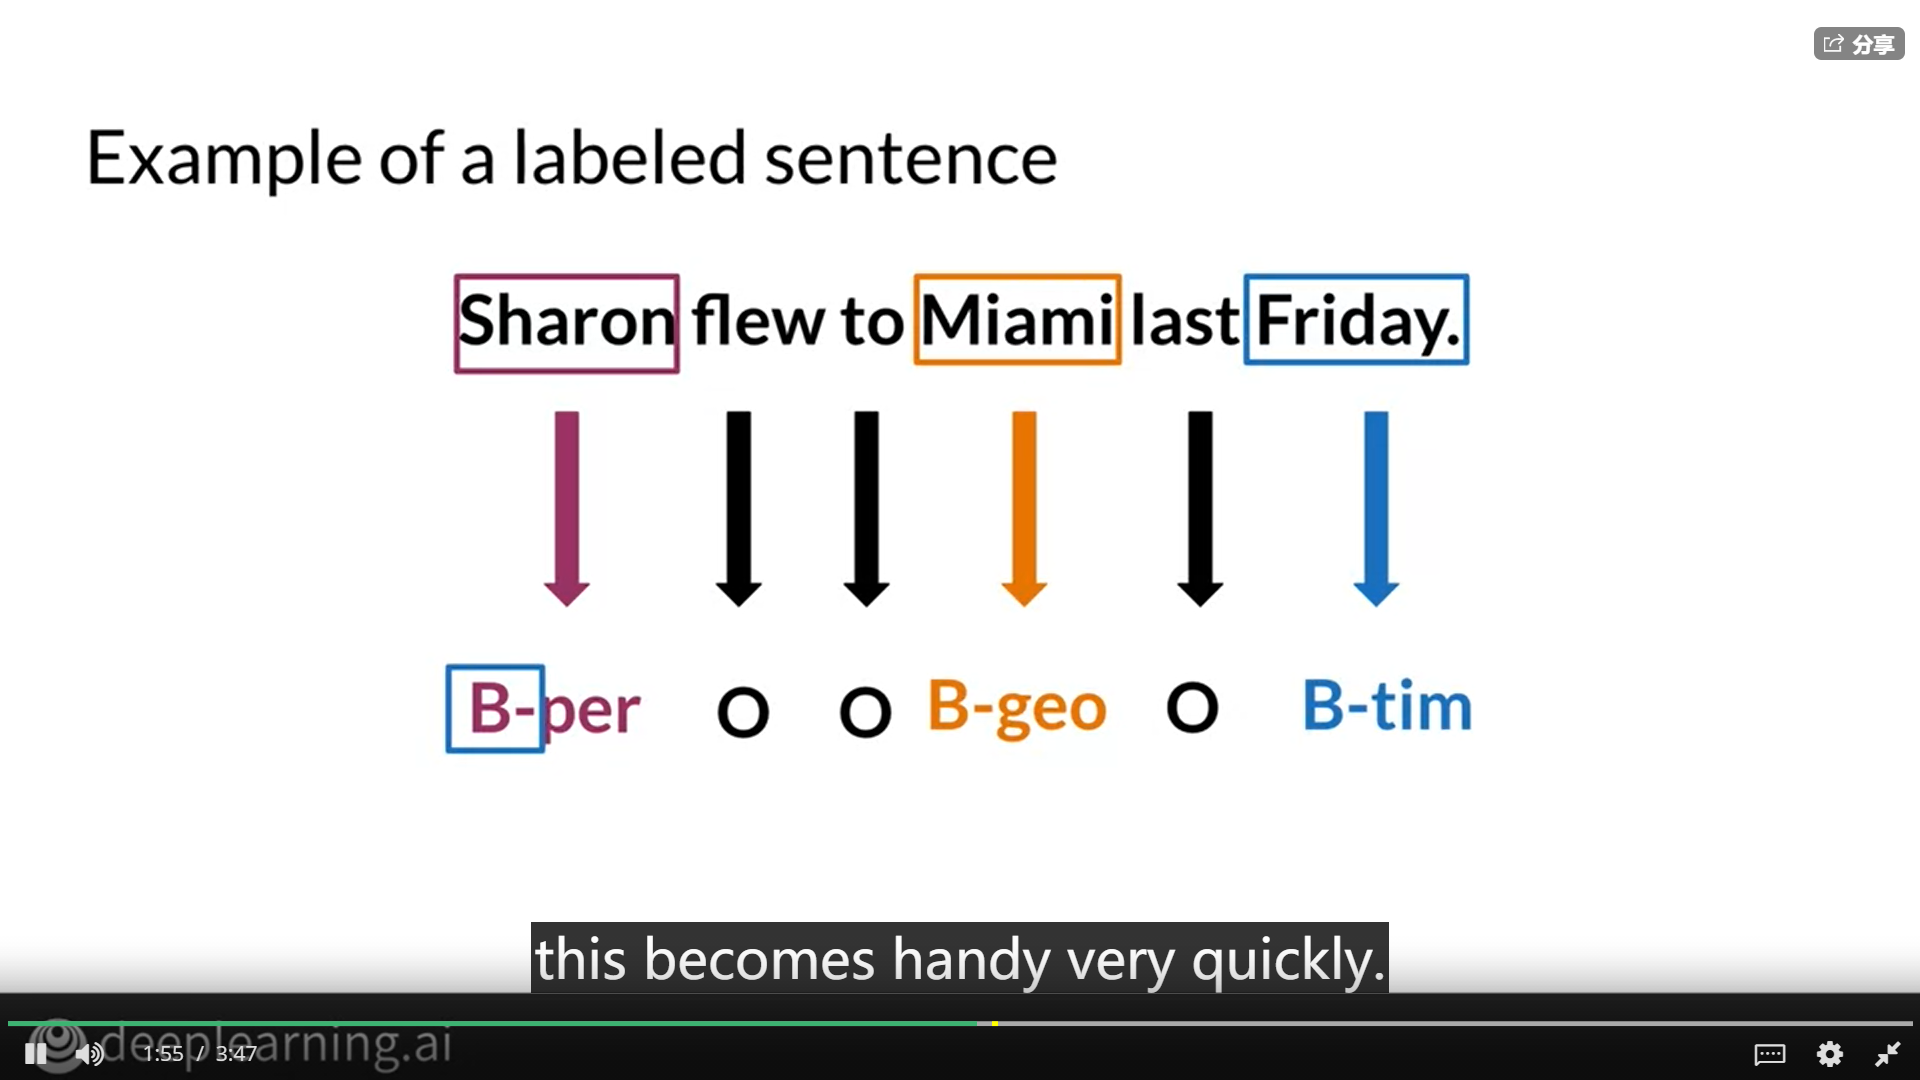 分享
Example of a labeled sentence
Sharon flew to Miami last Friday.
B-per O O B-geo O B-tim
this becomes handy very quickly.
deeplearning.ai
1:55 / 3:47